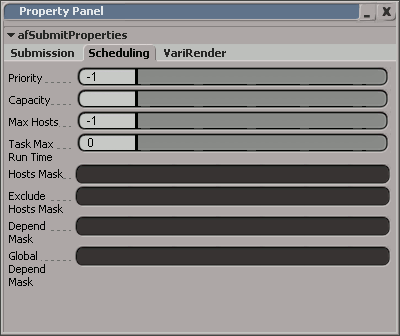 Property Panel
afSubmitProperties
Submission Scheduling VariRender
Priority -1
Capacity
Max Hosts -1
Task Max 0
Run Time
Hosts Mask
Exclude
Hosts Mask
Depend
Mask
Global
Depend
Mask